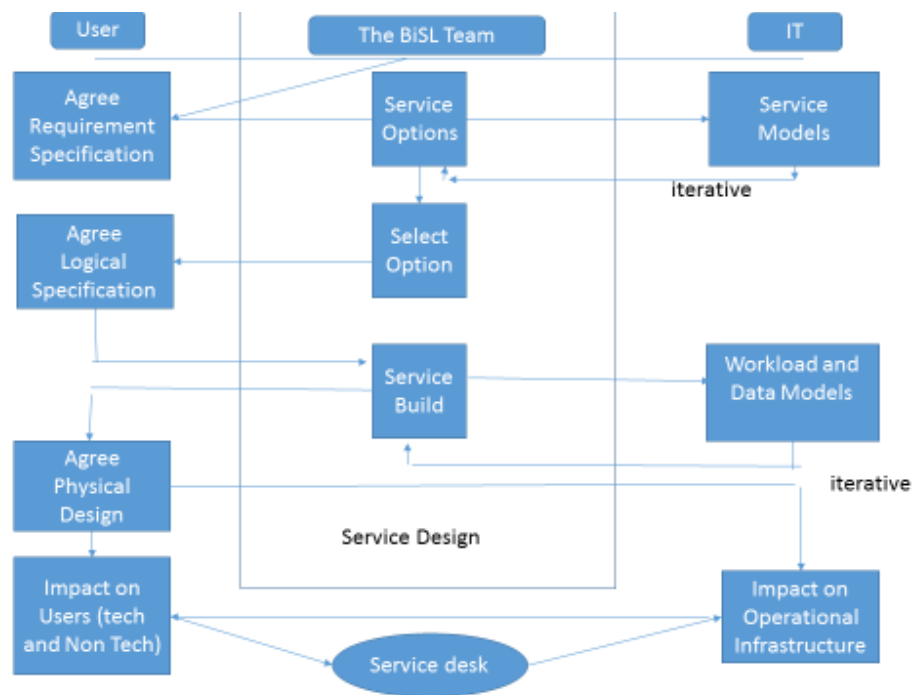 User
The BiSL Team
IT
Agree
Requirement
Specification
Service
Options
Service
Models
iterative
Agree
Logical
Specification
Select
Option
Service
Build
Workload and
Data Models
Agree
Physical
Design
iterative
Service Design
Impact on
Users (tech
and Non Tech)
Service desk
Impact on
Operational
Infrastructure